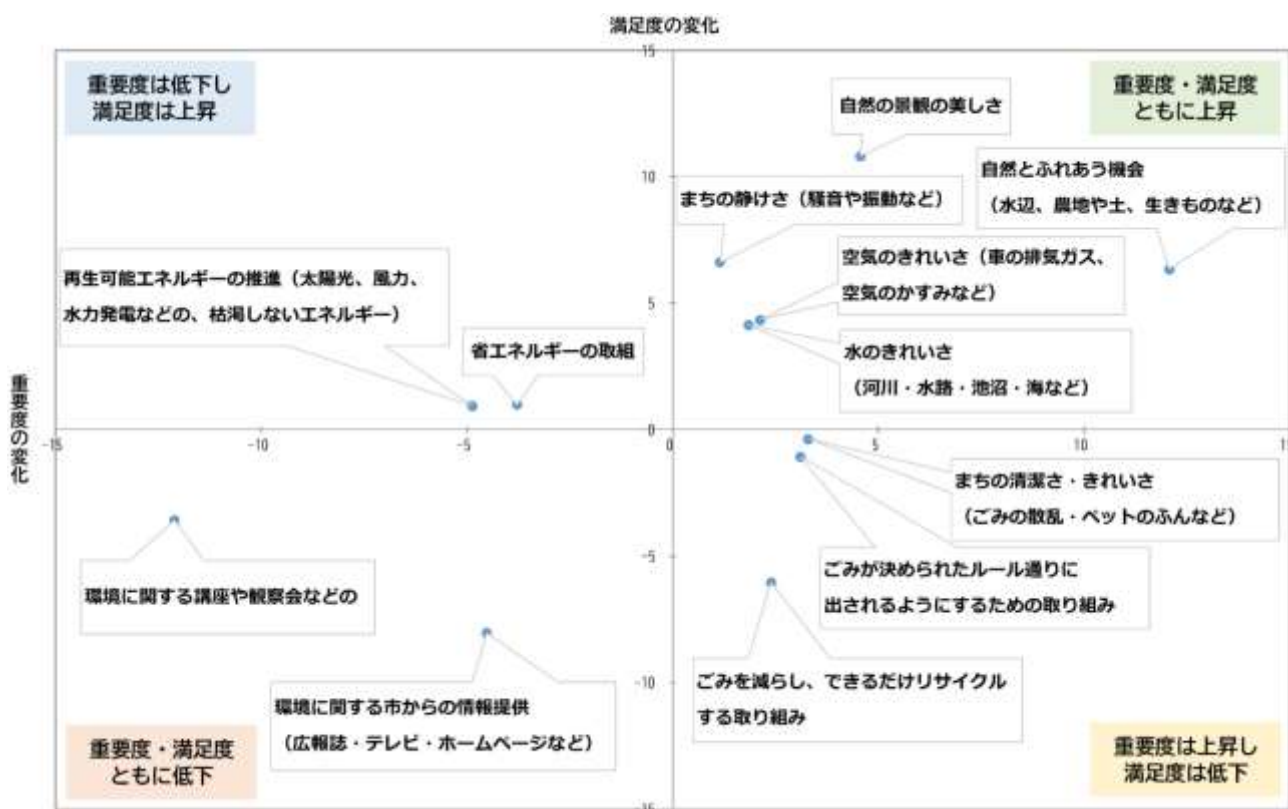 満足度の変化
15
重要度は低下し
満足度は上昇
重要度・満足度
ともに上昇
自然の景観の美しさ
10
自然とふれあう機会
（水辺、農地や土、生きものなど）
まちの静けさ（騒音や振動など）
空気のきれいさ（車の排気ガス、
空気のかすみなど）
再生可能エネルギーの推進（太陽光、風力、
水力発電などの、枯渇しないエネルギー）
5
省エネルギーの取組
水のきれいさ
（河川・水路・池沼・海など）
重要度の変化
0
-15
-10
-5
0
5
10
1
まちの清潔さ・きれいさ
（ごみの散乱・ペットのふんなど）
-5
ごみが決められたルール通りに
出されるようにするための取り組み
環境に関する講座や観察会などの
ごみを減らし、できるだけリサイクル
する取り組み
-10
環境に関する市からの情報提供
（広報誌・テレビ・ホームページなど）
重要度・満足度
ともに低下
重要度は上昇し
満足度は低下
-15